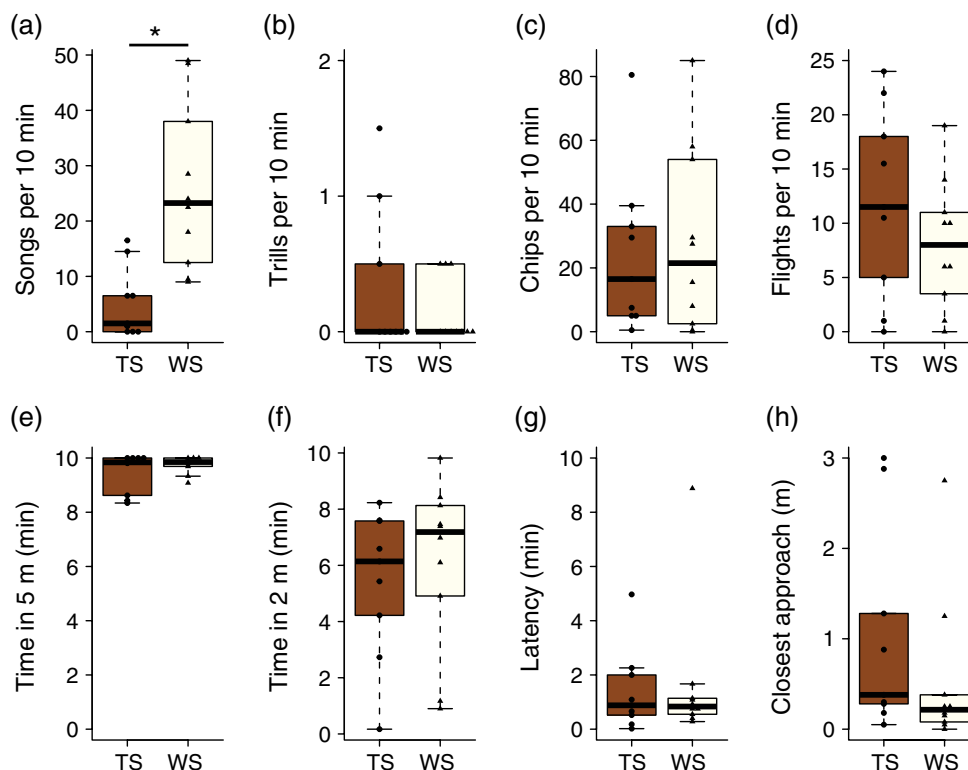 (a)
*
Songs per 10 min
50
40
30
20
10
0
TS WS
(b)
Trills per 10 min
2
1
0
TS WS
(c)
Chips per 10 min
80
60
40
20
0
TS WS
(d)
Flights per 10 min
25
20
15
10
5
0
TS WS
(e)
Time in 5 m (min)
10
8
6
4
2
0
TS WS
(f)
Time in 2 m (min)
10
8
6
4
2
0
TS WS
(g)
Latency (min)
10
8
6
4
2
0
TS WS
(h)
Closest approach (m)
3
2
1
0
TS WS